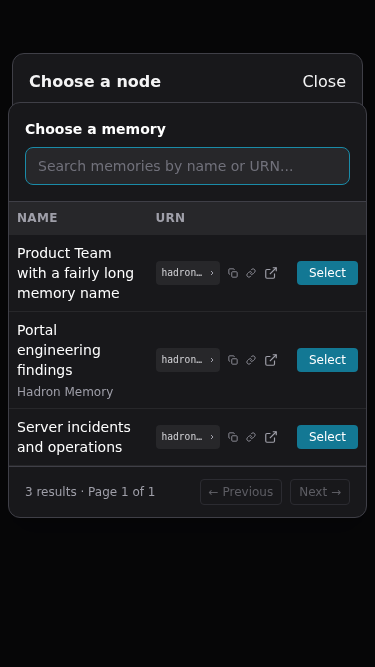 Choose a node
Close
Choose a memory
Search memories by name or URN...
NAME
URN
Product Team
with a fairly long
memory name
hadron… ›
Select
Portal
engineering
findings
Hadron Memory
hadron… ›
Select
Server incidents
and operations
hadron… ›
Select
3 results · Page 1 of 1
← Previous
Next →